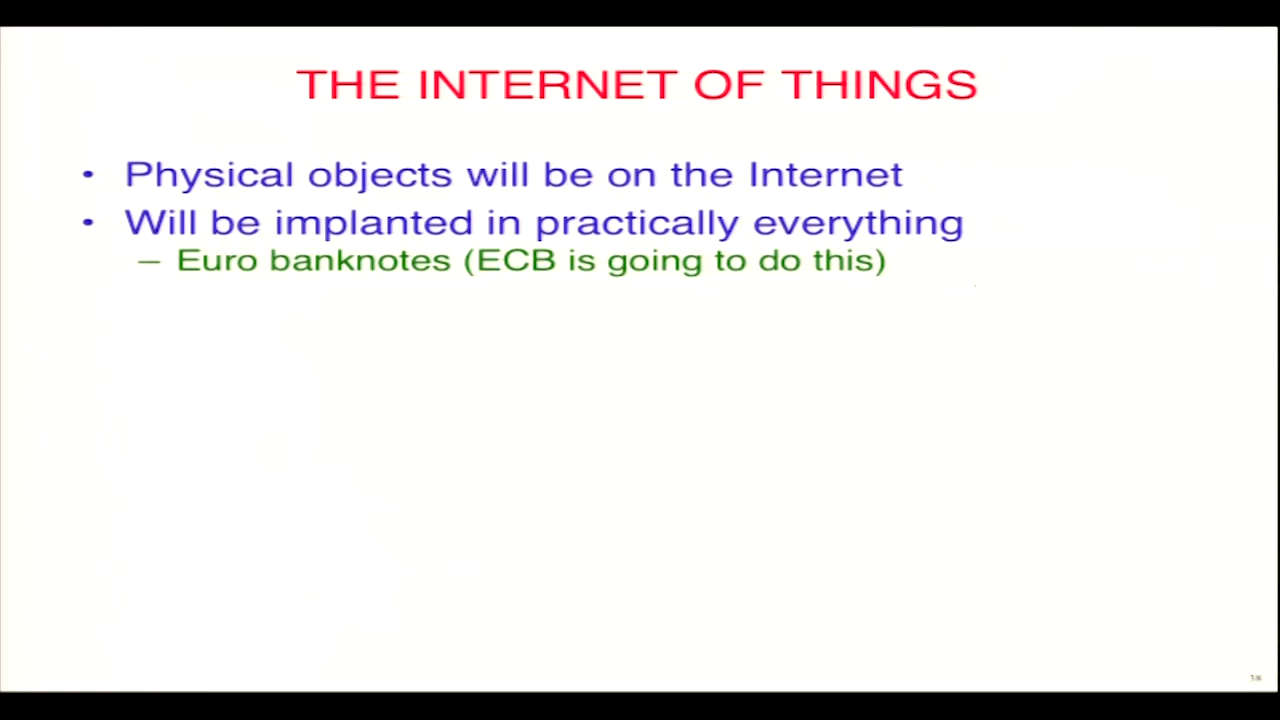 THE INTERNET OF THINGS
• Physical objects will be on the Internet
• Will be implanted in practically everything
– Euro banknotes (ECB is going to do this)
38